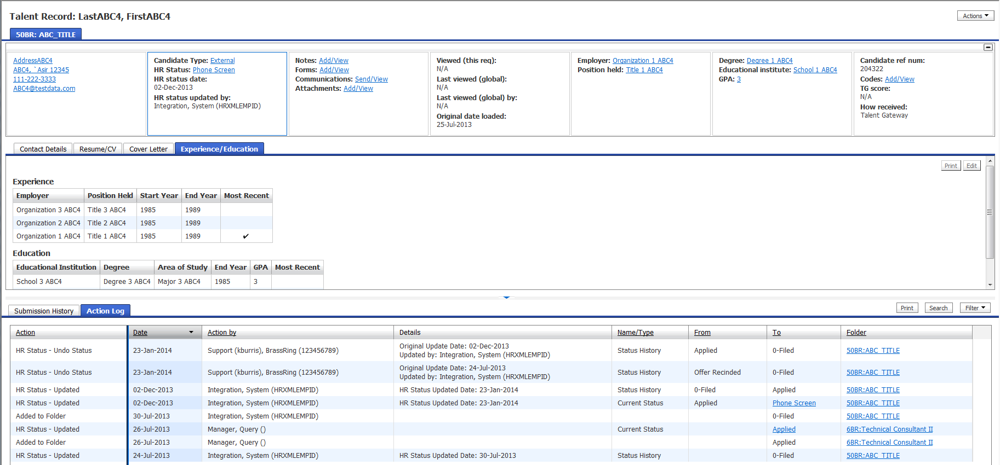 Talent Record: LastABC4, FirstABC4
Actions
50BR: ABC_TITLE
AddressABC4
ABC4, `Asir 12345
111-222-3333
ABC4@testdata.com
Candidate Type: External
HR Status: Phone Screen
HR status date:
02-Dec-2013
HR status updated by:
Integration, System (HRXMLEMPID)
Notes: Add/View
Forms: Add/View
Communications: Send/View
Attachments: Add/View
Viewed (this req):
N/A
Last viewed (global):
N/A
Last viewed (global) by:
N/A
Original date loaded:
25-Jul-2013
Employer: Organization 1 ABC4
Position held: Title 1 ABC4
Degree: Degree 1 ABC4
Educational institute: School 1 ABC4
GPA: 3
Candidate ref num:
204322
Codes: Add/View
TG score:
N/A
How received:
Talent Gateway
Contact Details Resume/CV Cover Letter Experience/Education
Print Edit
Experience
Employer Position Held Start Year End Year Most Recent
Organization 3 ABC4 Title 3 ABC4 1985 1989
Organization 2 ABC4 Title 2 ABC4 1985 1989
Organization 1 ABC4 Title 1 ABC4 1985 1989 ✔
Education
Educational Institution Degree Area of Study End Year GPA Most Recent
School 3 ABC4 Degree 3 ABC4 Major 3 ABC4 1985 3
Submission History Action Log
Print Search Filter
Action Date Action by Details Name/Type From To Folder
HR Status - Undo Status 23-Jan-2014 Support (kburris), BrassRing (123456789) Original Update Date: 02-Dec-2013
Updated by: Integration, System (HRXMLEMPID) Status History Applied 0-Filed 50BR:ABC_TITLE
HR Status - Undo Status 23-Jan-2014 Support (kburris), BrassRing (123456789) Original Update Date: 24-Jul-2013
Updated by: Integration, System (HRXMLEMPID) Status History Offer Recinded 0-Filed 50BR:ABC_TITLE
HR Status - Updated 02-Dec-2013 Integration, System (HRXMLEMPID) HR Status Updated Date: 23-Jan-2014 Status History 0-Filed Applied 50BR:ABC_TITLE
HR Status - Updated 02-Dec-2013 Integration, System (HRXMLEMPID) HR Status Updated Date: 23-Jan-2014 Current Status Applied Phone Screen 50BR:ABC_TITLE
Added to Folder 30-Jul-2013 Integration, System (HRXMLEMPID) 0-Filed 50BR:ABC_TITLE
HR Status - Updated 26-Jul-2013 Manager, Query () Current Status Applied 6BR:Technical Consultant II
Added to Folder 26-Jul-2013 Manager, Query () Applied 6BR:Technical Consultant II
HR Status - Updated 24-Jul-2013 Integration, System (HRXMLEMPID) HR Status Updated Date: 30-Jul-2013 Status History 0-Filed 50BR:ABC_TITLE